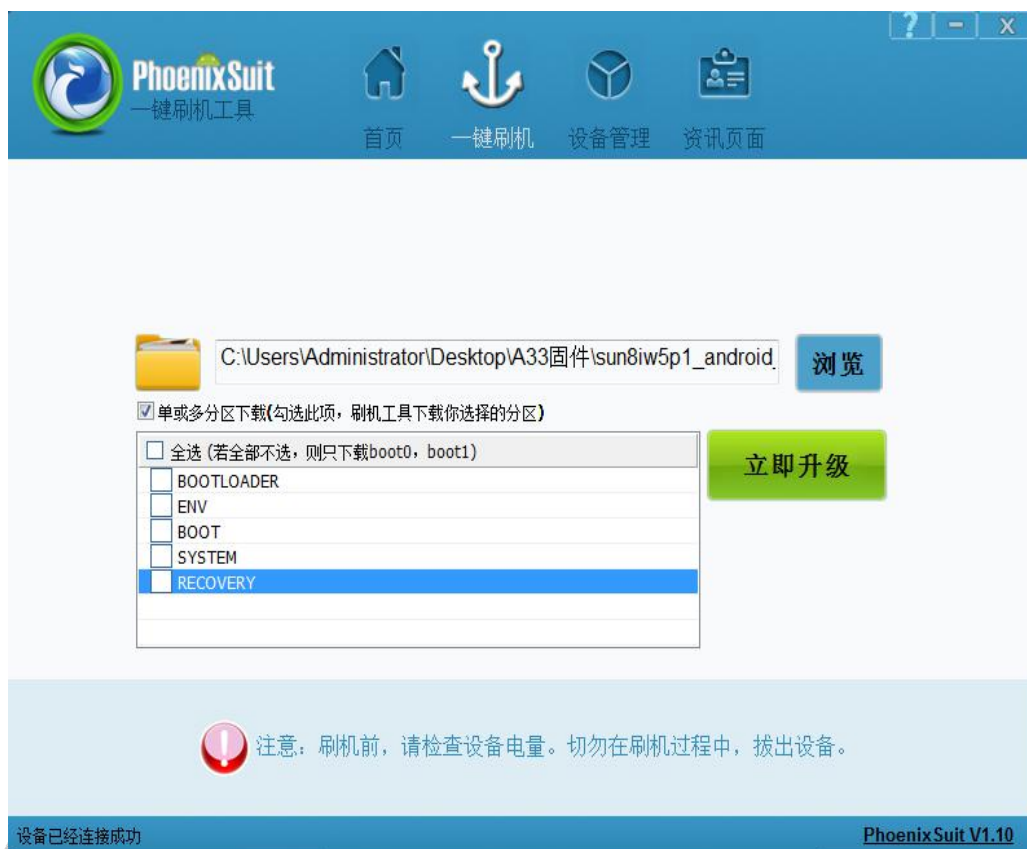 ? - x
PhoenixSuit
一键刷机工具
首页 一键刷机 设备管理 资讯页面
C:\Users\Administrator\Desktop\A33固件\sun8iw5p1_android_
浏览
单或多分区下载(勾选此项，刷机工具下载你选择的分区)
全选(若全部不选，则只下载boot0，boot1)
立即升级
BOOTLOADER
ENV
BOOT
SYSTEM
RECOVERY
注意：刷机前，请检查设备电量。切勿在刷机过程中，拔出设备。
设备已经连接成功
PhoenixSuit V1.10